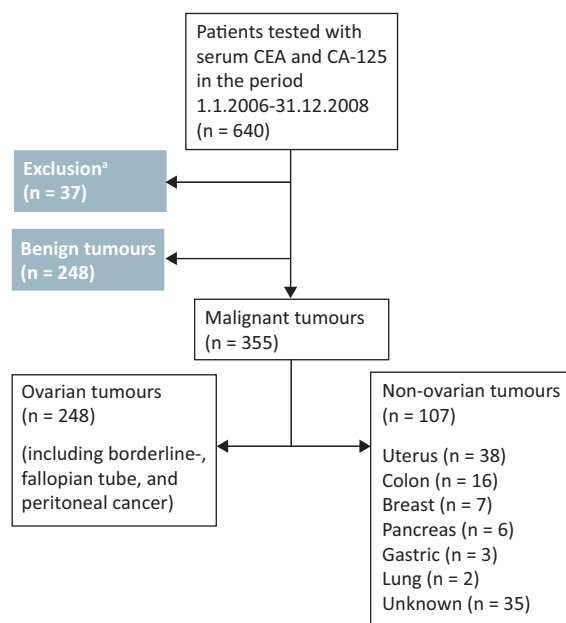 Patients tested with
serum CEA and CA-125
in the period
1.1.2006-31.12.2008
(n = 640)
Exclusionᵃ
(n = 37)
Benign tumours
(n = 248)
Malignant tumours
(n = 355)
Ovarian tumours
(n = 248)
(including borderline-,
fallopian tube, and
peritoneal cancer)
Non-ovarian tumours
(n = 107)
Uterus (n = 38)
Colon (n = 16)
Breast (n = 7)
Pancreas (n = 6)
Gastric (n = 3)
Lung (n = 2)
Unknown (n = 35)